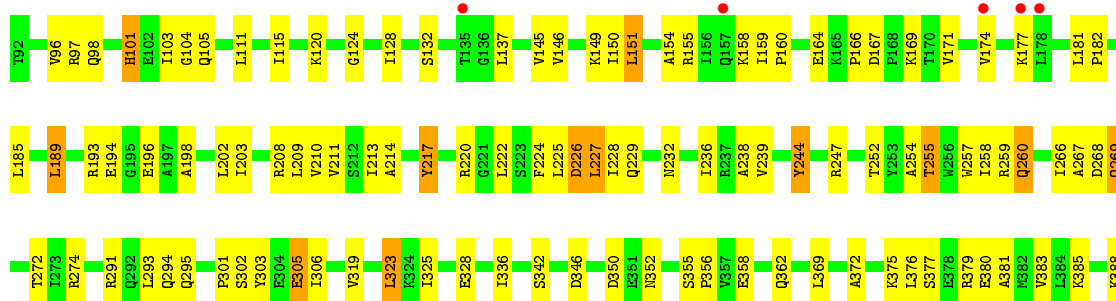 T92 V96 R97 Q98 H101 E102 I103 G104 Q105 L111 I115 K120 G124 I128 S132 T135 G136 L137 V145 V146 K149 I150 L151 A154 R155 I156 Q157 K158 I159 P160 E164 K165 P166 D167 P168 K169 T170 V171 V174 K177 L178 L181 P182
L185 L189 R193 E194 G195 E196 A197 A198 L202 I203 R208 L209 V210 V211 S212 I213 A214 Y217 R220 G221 L222 S223 F224 L225 D226 L227 I228 Q229 N232 I236 R237 A238 V239 Y244 R247 T252 Y253 A254 T255 W256 W257 I258 R259 Q260 I266 A267 D268
T272 I273 R274 R291 Q292 L293 Q294 Q295 P301 S302 Y303 E304 E305 I306 V319 L323 K324 I325 E328 I336 S342 D346 D350 E351 N352 S355 P356 V357 E358 Q362 L369 A372 K375 L376 S377 E378 R379 E380 A381 M382 V383 L384 K385